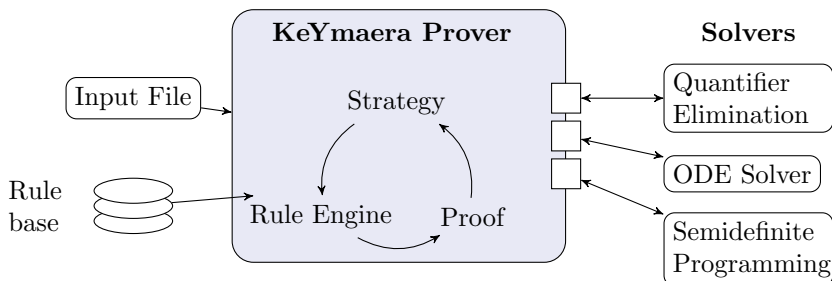 KeYmaera Prover
Solvers
Input File
Strategy
Quantifier
Elimination
Rule
base
Rule Engine
Proof
ODE Solver
Semidefinite
Programming